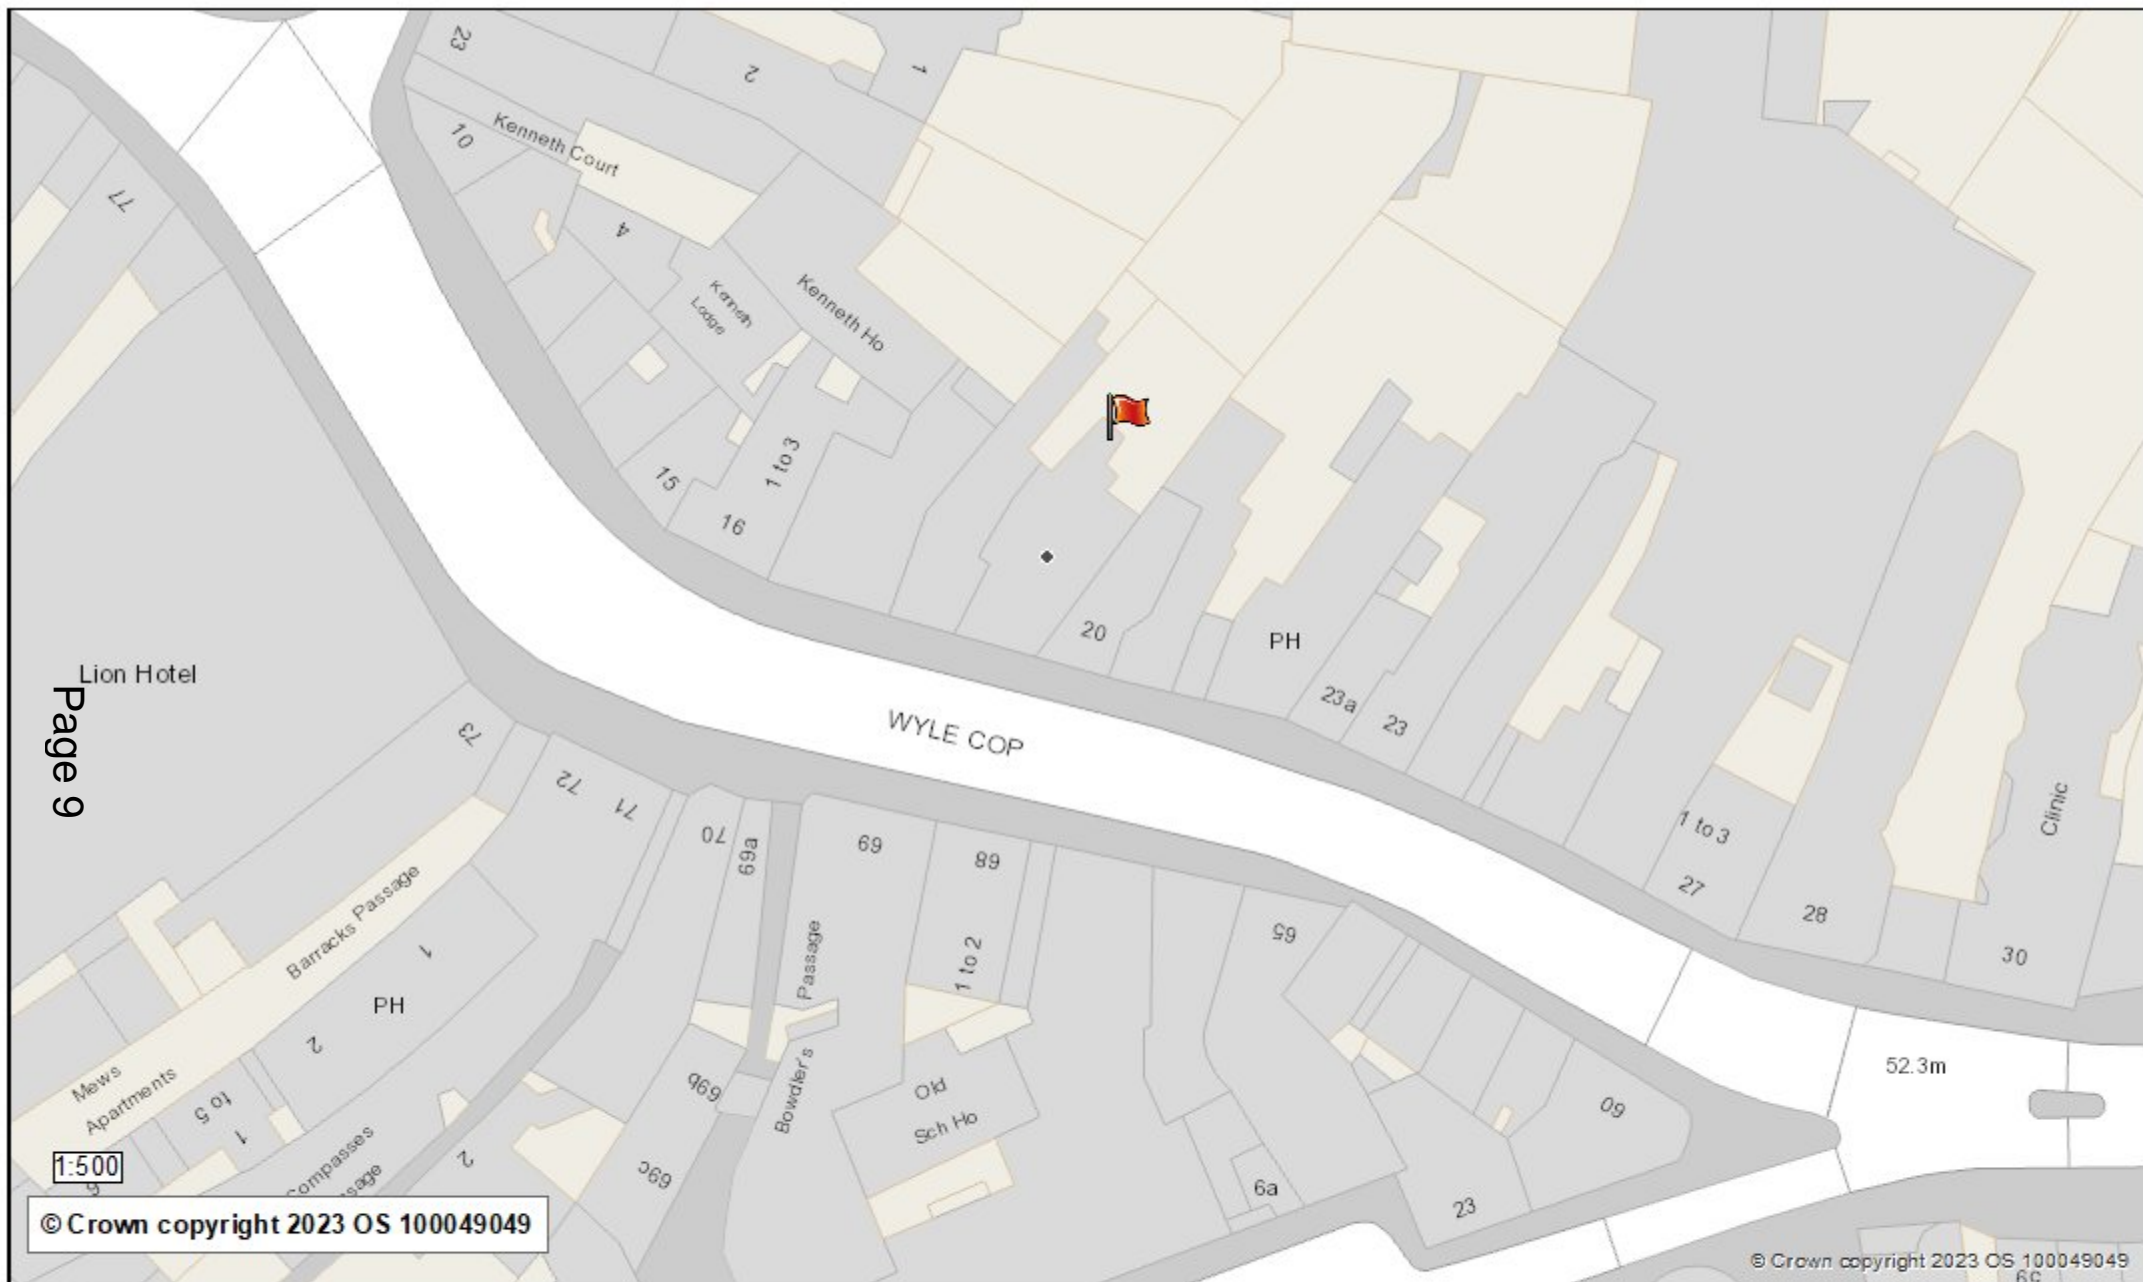 23
2
1
10
Kenneth Court
77
4
Kenneth
Lodge
Kenneth Ho
15
1 to 3
16
20
PH
23a
23
Lion Hotel
Page 9
WYLE COP
73
72
71
70
69a
69
68
1 to 2
65
1 to 3
27
28
30
Clinic
Barracks Passage
1
PH
2
Passage
Bowdler's
Mews
Apartments
to 5
1
69b
Old
Sch Ho
60
52.3m
1:500
6
Compasses
2
69c
6a
23
© Crown copyright 2023 OS 100049049
© Crown copyright 2023 OS 100049049